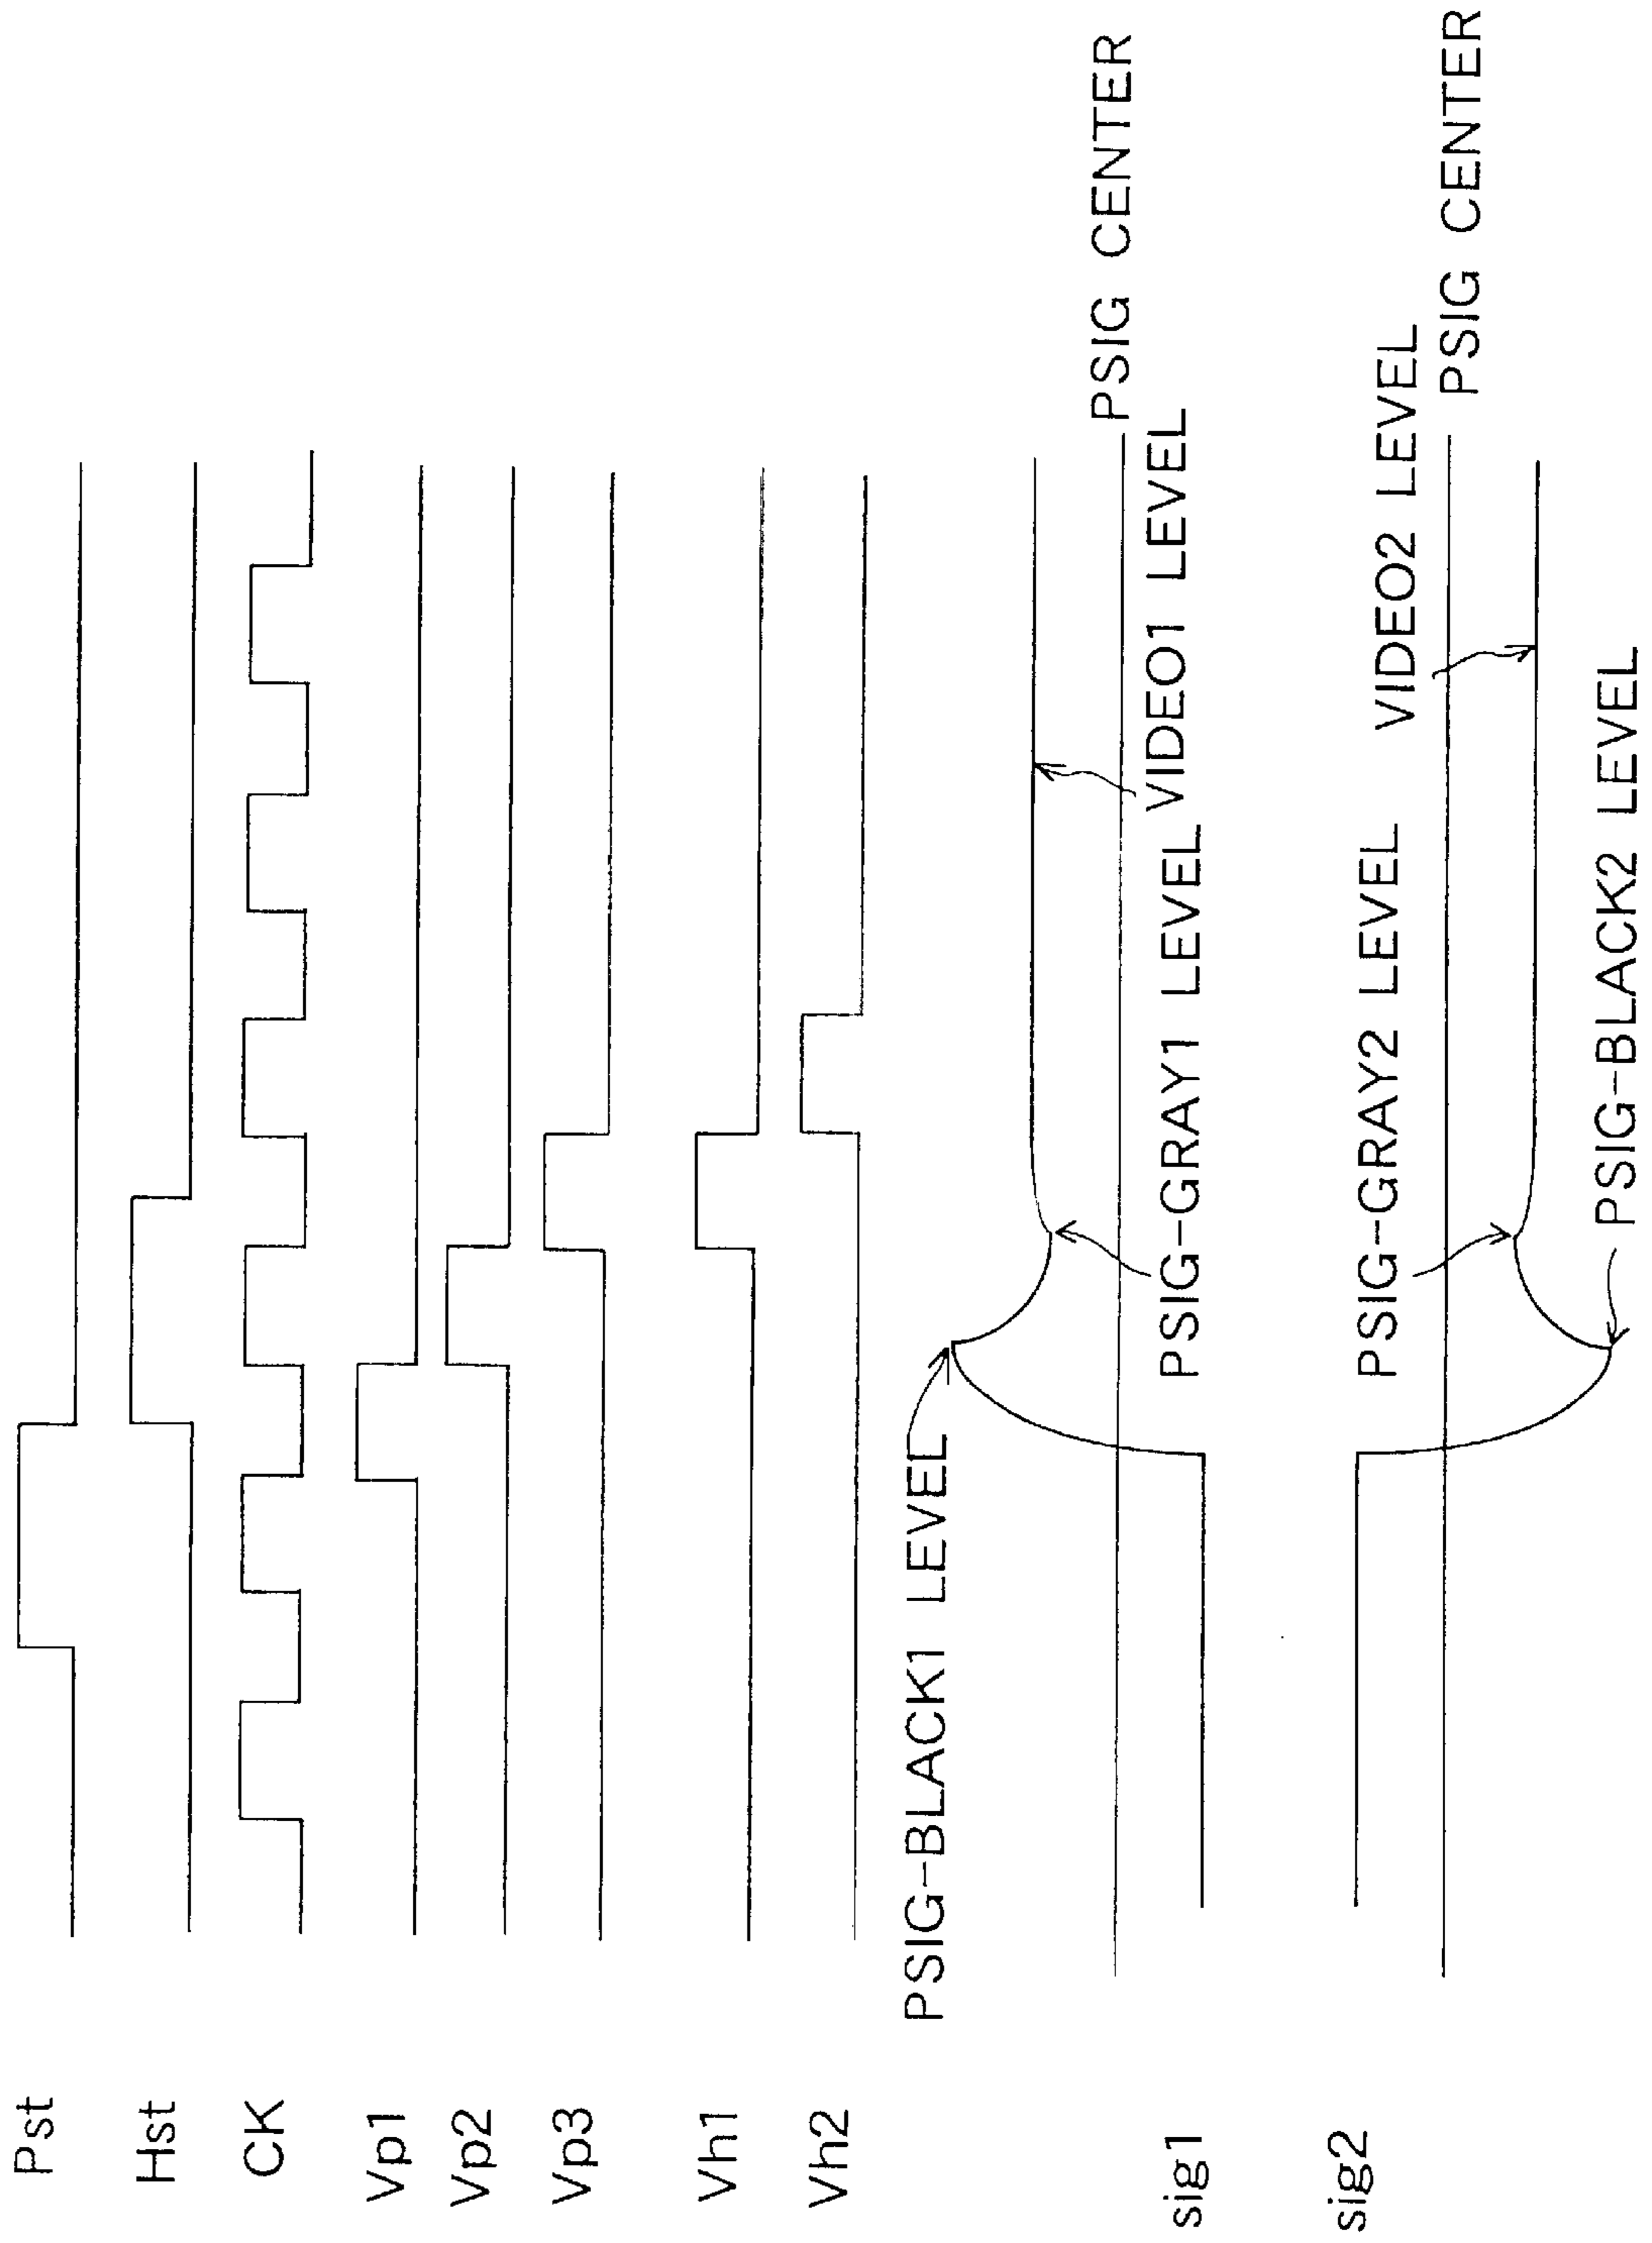 Pst
Hst
CK
Vp1
Vp2
Vp3
Vh1
Vh2
PSIG-BLACK1 LEVEL
PSIG CENTER
sig1
PSIG-GRAY1 LEVEL
VIDEO1 LEVEL
sig2
PSIG-GRAY2 LEVEL
VIDEO2 LEVEL
PSIG CENTER
PSIG-BLACK2 LEVEL